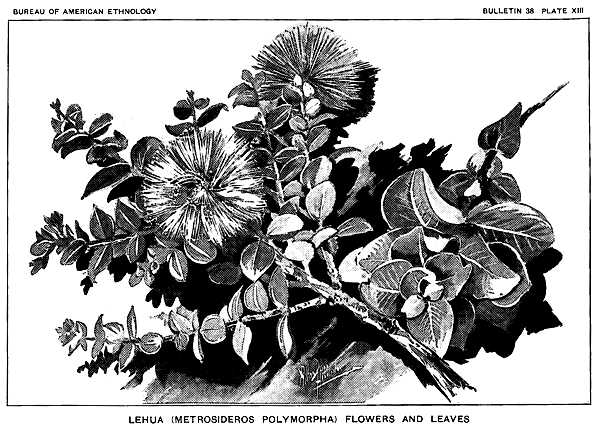 BUREAU OF AMERICAN ETHNOLOGY
BULLETIN 38 PLATE XIII
LEHUA (METROSIDEROS POLYMORPHA) FLOWERS AND LEAVES